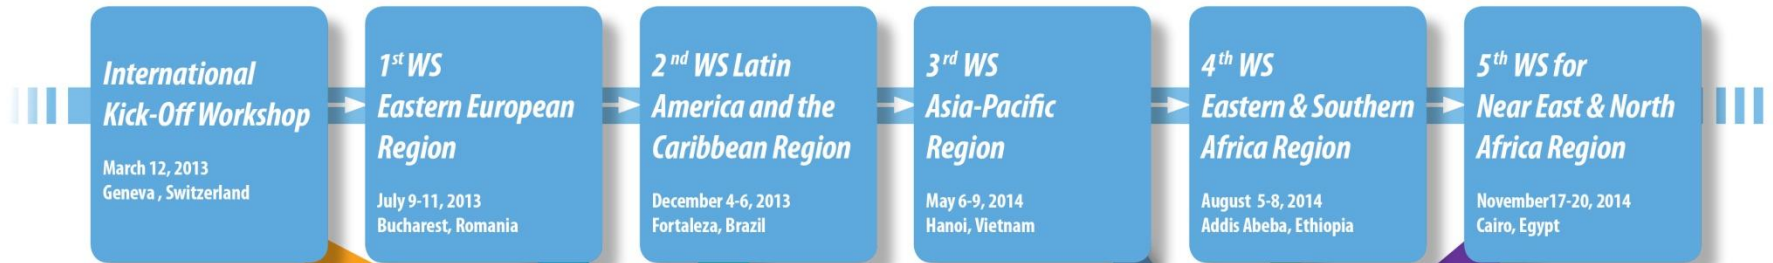 International
Kick-Off Workshop
March 12, 2013
Geneva , Switzerland
1st WS
Eastern European
Region
July 9-11, 2013
Bucharest, Romania
2nd WS Latin
America and the
Caribbean Region
December 4-6, 2013
Fortaleza, Brazil
3rd WS
Asia-Pacific
Region
May 6-9, 2014
Hanoi, Vietnam
4th WS
Eastern & Southern
Africa Region
August 5-8, 2014
Addis Abeba, Ethiopia
5th WS for
Near East & North
Africa Region
November17-20, 2014
Cairo, Egypt